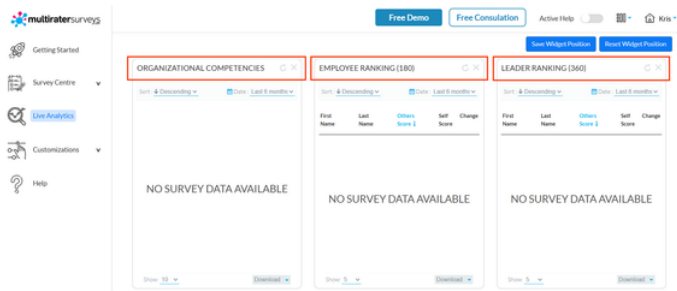 multiratersurveys
Free Demo
Free Consulation
Active Help
Kris
Save Widget Position
Reset Widget Position
Getting Started
Survey Centre
Live Analytics
Customizations
Help
ORGANIZATIONAL COMPETENCIES
Sort : Descending
Date : Last 6 months
NO SURVEY DATA AVAILABLE
Show: 10
Download
EMPLOYEE RANKING (180)
Sort : Descending
Date : Last 6 months
First Name Last Name Others Score Self Score Change
NO SURVEY DATA AVAILABLE
Show: 5
Download
LEADER RANKING (360)
Sort : Descending
Date : Last 6 months
First Name Last Name Others Score Self Score Change
NO SURVEY DATA AVAILABLE
Show: 5
Download